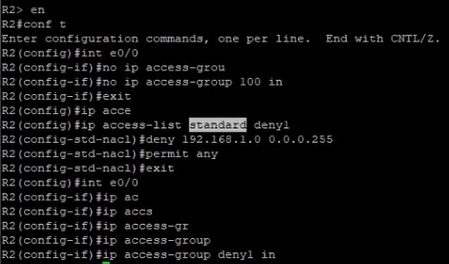 R2> en
R2#conf t
Enter configuration commands, one per line.  End with CNTL/Z.
R2(config)#int e0/0
R2(config-if)#no ip access-grou
R2(config-if)#no ip access-group 100 in
R2(config-if)#exit
R2(config)#ip acce
R2(config)#ip access-list standard deny1
R2(config-std-nacl)#deny 192.168.1.0 0.0.0.255
R2(config-std-nacl)#permit any
R2(config-std-nacl)#exit
R2(config)#int e0/0
R2(config-if)#ip ac
R2(config-if)#ip accs
R2(config-if)#ip access-gr
R2(config-if)#ip access-group
R2(config-if)#ip access-group deny1 in